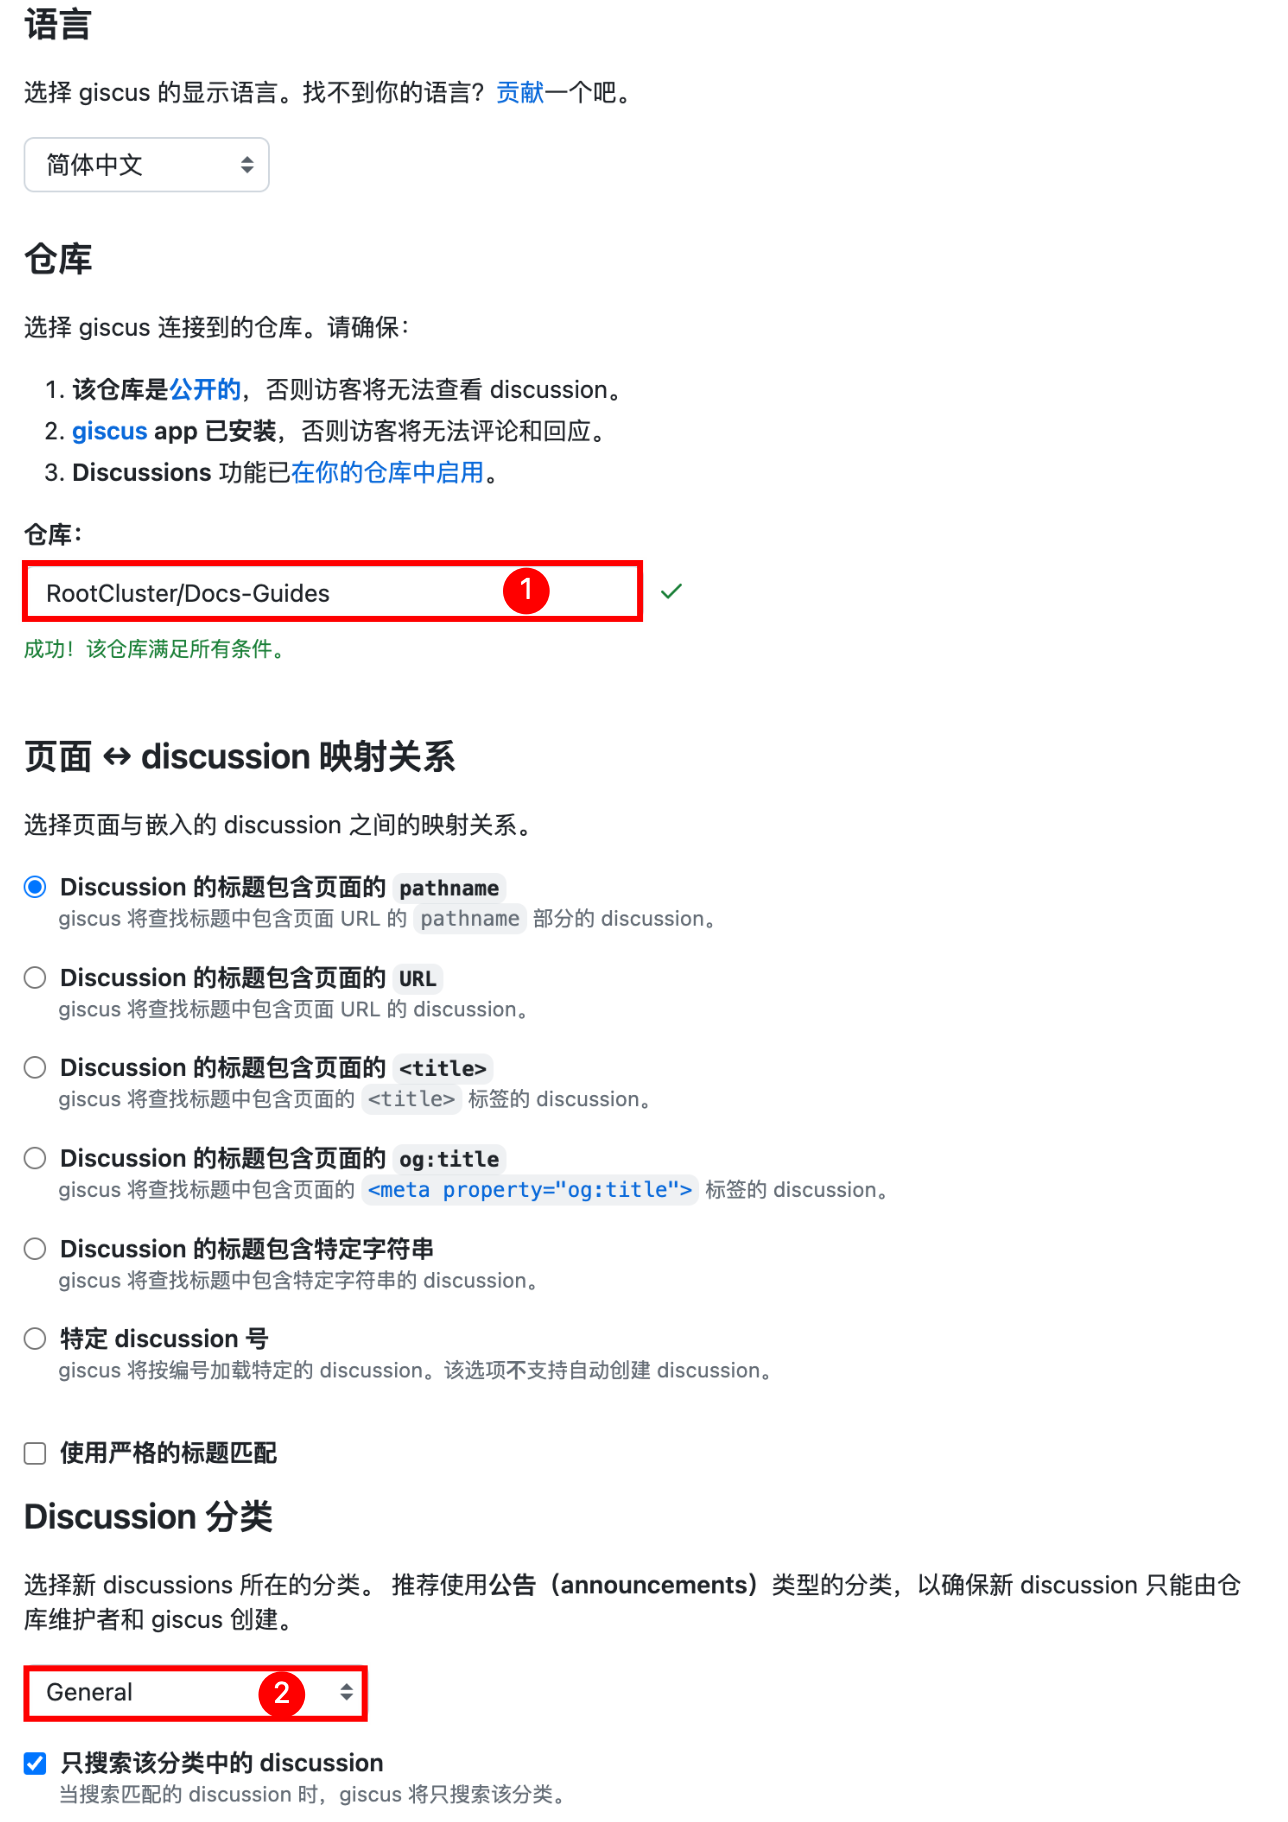 语言
选择 giscus 的显示语言。找不到你的语言？贡献一个吧。
简体中文
仓库
选择 giscus 连接到的仓库。请确保：
1. 该仓库是公开的，否则访客将无法查看 discussion。
2. giscus app 已安装，否则访客将无法评论和回应。
3. Discussions 功能已在你的仓库中启用。
仓库：
RootCluster/Docs-Guides 1
成功！该仓库满足所有条件。
页面 ↔ discussion 映射关系
选择页面与嵌入的 discussion 之间的映射关系。
Discussion 的标题包含页面的 pathname
giscus 将查找标题中包含页面 URL 的 pathname 部分的 discussion。
Discussion 的标题包含页面的 URL
giscus 将查找标题中包含页面 URL 的 discussion。
Discussion 的标题包含页面的 <title>
giscus 将查找标题中包含页面的 <title> 标签的 discussion。
Discussion 的标题包含页面的 og:title
giscus 将查找标题中包含页面的 <meta property="og:title"> 标签的 discussion。
Discussion 的标题包含特定字符串
giscus 将查找标题中包含特定字符串的 discussion。
特定 discussion 号
giscus 将按编号加载特定的 discussion。该选项不支持自动创建 discussion。
使用严格的标题匹配
Discussion 分类
选择新 discussions 所在的分类。 推荐使用公告（announcements）类型的分类，以确保新 discussion 只能由仓
库维护者和 giscus 创建。
General 2
只搜索该分类中的 discussion
当搜索匹配的 discussion 时，giscus 将只搜索该分类。